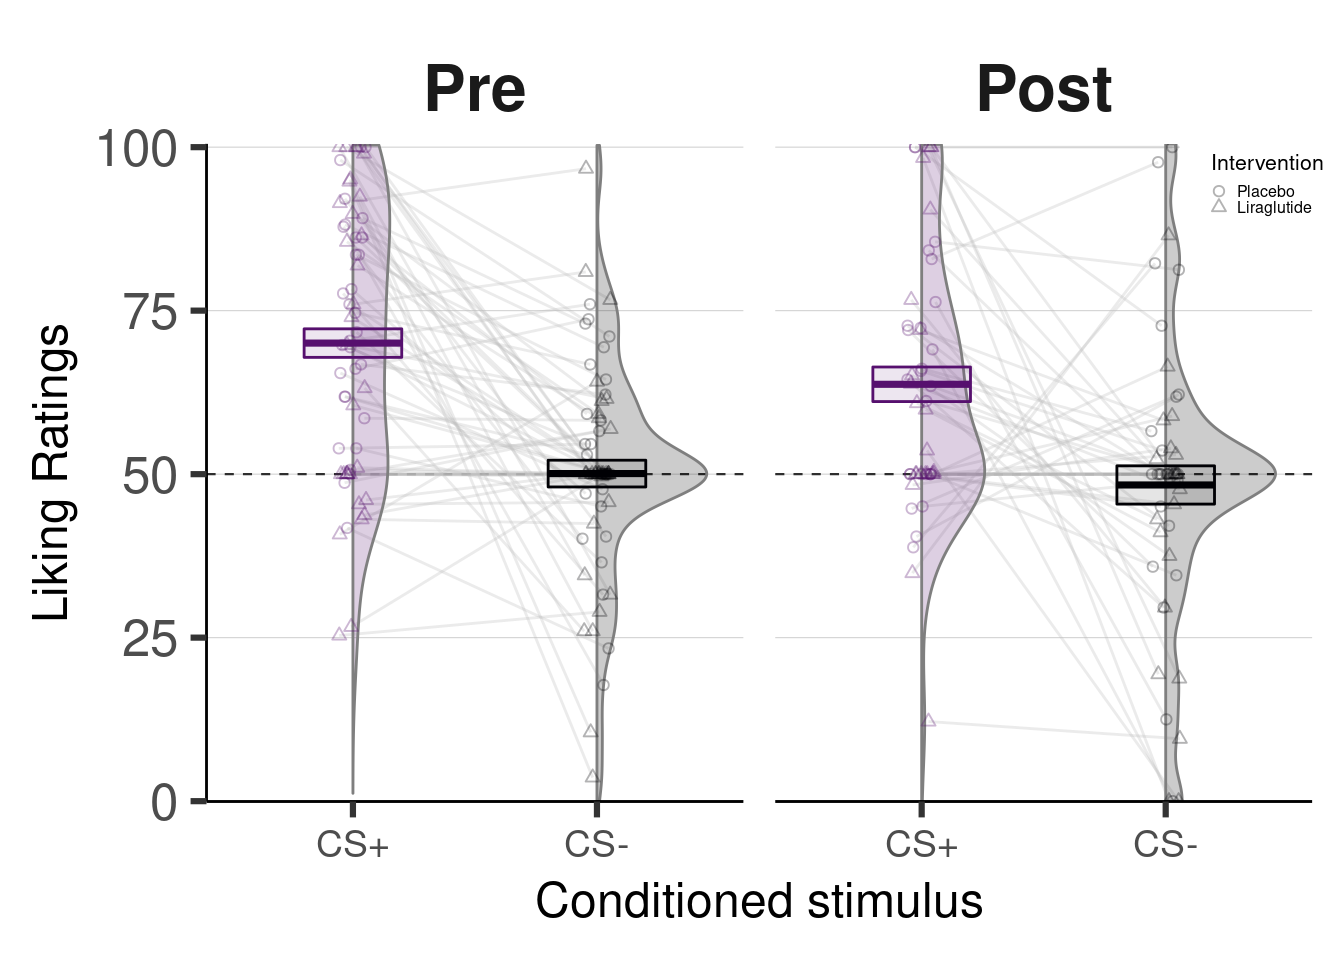 Pre
Post
100
75
50
25
0
Liking Ratings
CS+
CS-
CS+
CS-
Conditioned stimulus
Intervention
Placebo
Liraglutide